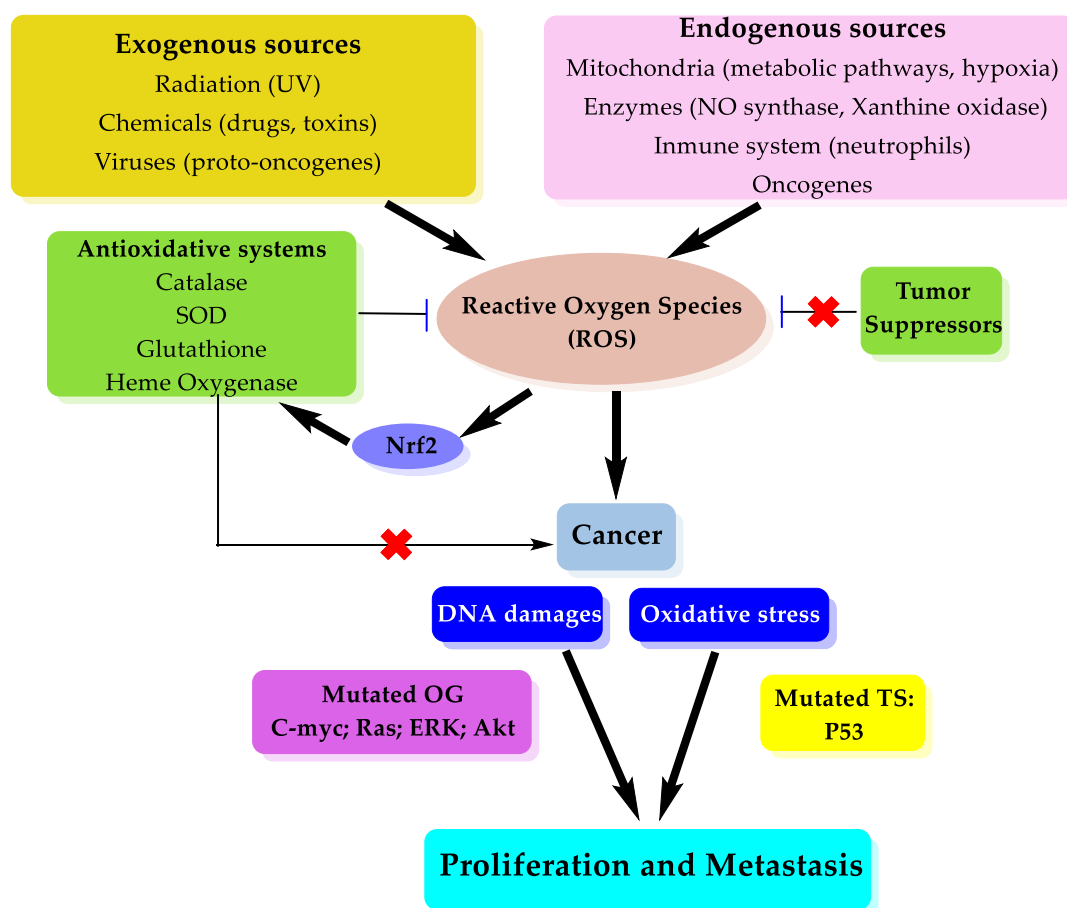 Exogenous sources
Radiation (UV)
Chemicals (drugs, toxins)
Viruses (proto-oncogenes)
Endogenous sources
Mitochondria (metabolic pathways, hypoxia)
Enzymes (NO synthase, Xanthine oxidase)
Inmune system (neutrophils)
Oncogenes
Antioxidative systems
Catalase
SOD
Glutathione
Heme Oxygenase
Reactive Oxygen Species
(ROS)
Tumor
Suppressors
Nrf2
Cancer
DNA damages
Oxidative stress
Mutated OG
C-myc; Ras; ERK; Akt
Mutated TS:
P53
Proliferation and Metastasis